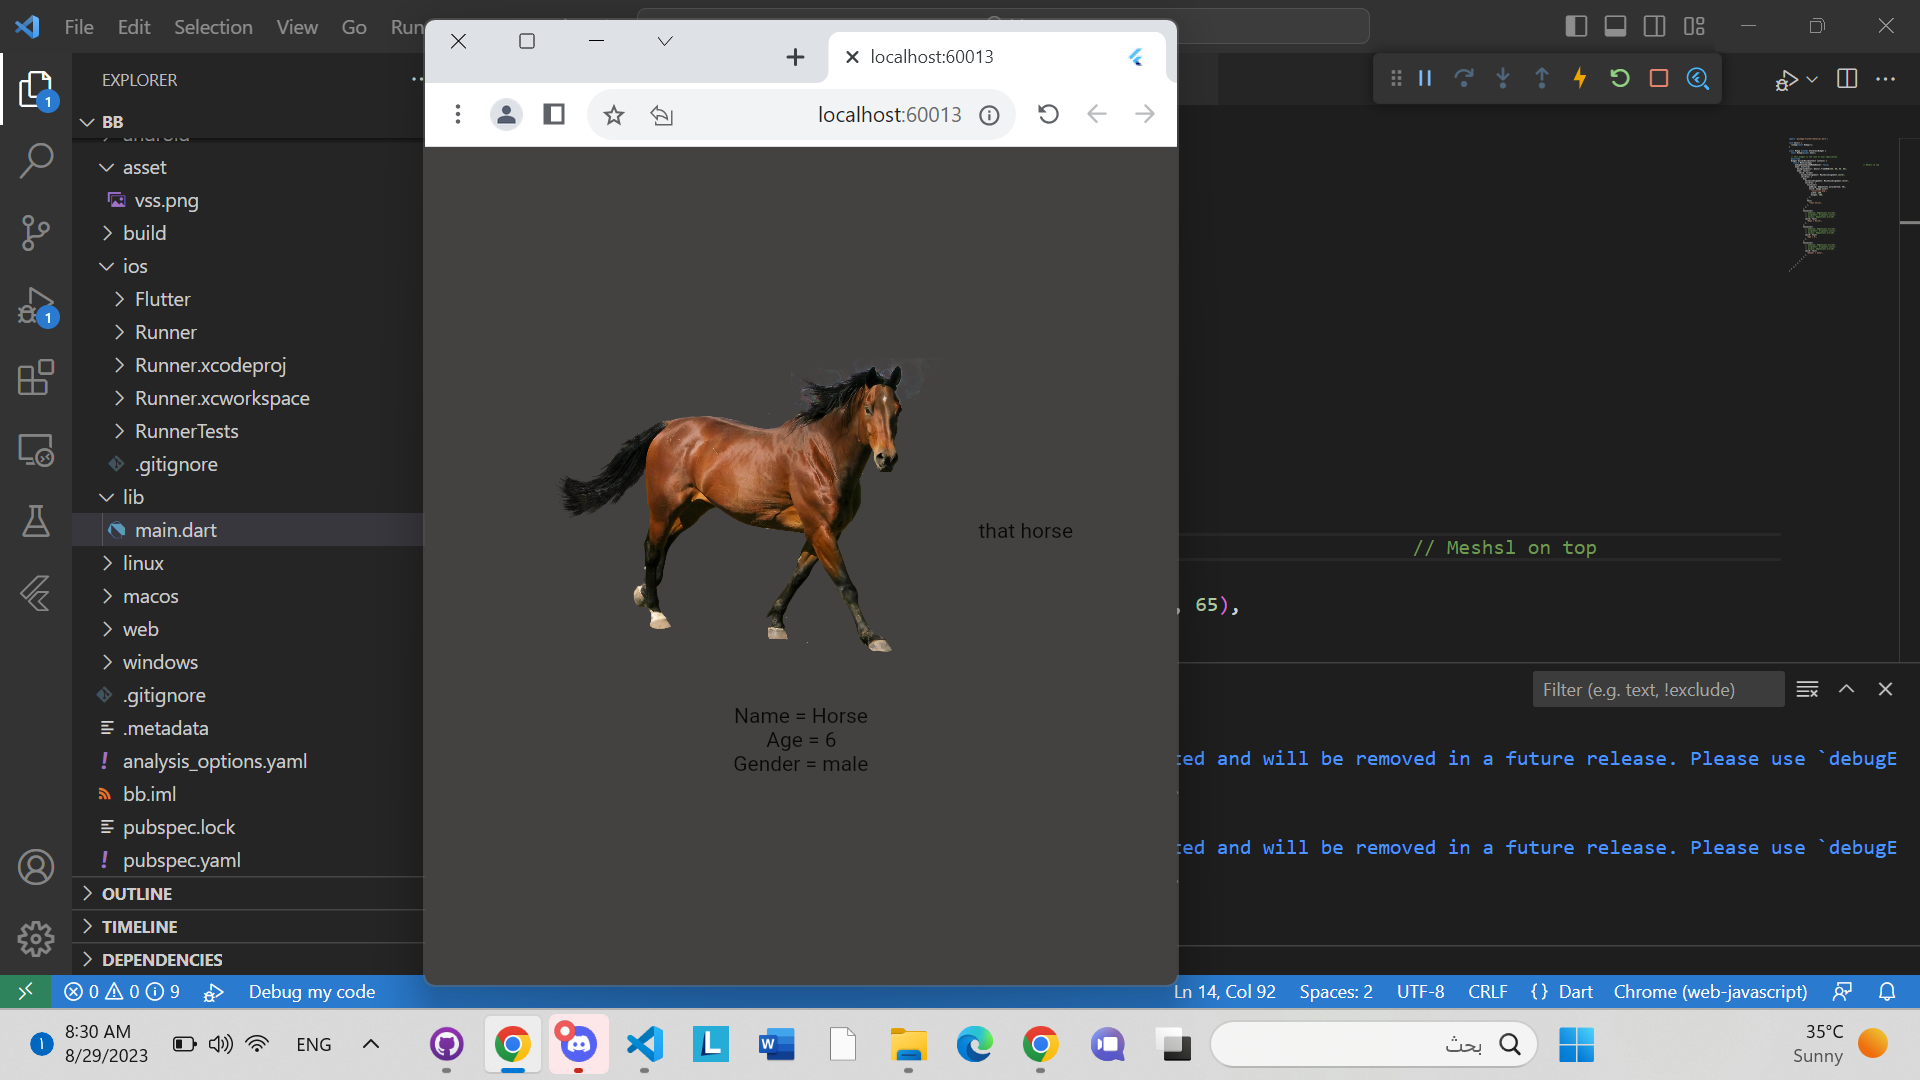 File Edit Selection View Go Run
EXPLORER
BB
android
asset
vss.png
build
ios
Flutter
Runner
Runner.xcodeproj
Runner.xcworkspace
RunnerTests
.gitignore
lib
main.dart
linux
macos
web
windows
.gitignore
.metadata
analysis_options.yaml
bb.iml
pubspec.lock
pubspec.yaml
OUTLINE
TIMELINE
DEPENDENCIES
1
1
localhost:60013
localhost:60013
that horse
Name = Horse
Age = 6
Gender = male
// Meshsl on top
, 65),
Filter (e.g. text, !exclude)
ted and will be removed in a future release. Please use `debugE
ted and will be removed in a future release. Please use `debugE
0 0 9 Debug my code
Ln 14, Col 92 Spaces: 2 UTF-8 CRLF {} Dart Chrome (web-javascript)
8:30 AM
8/29/2023
ENG
L
W
بحث
35°C
Sunny